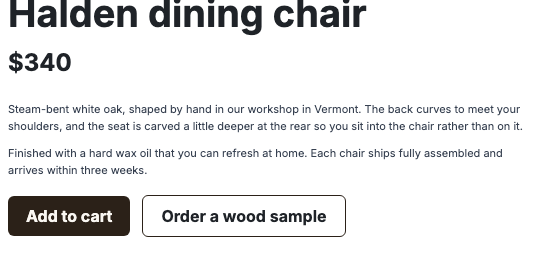 Halden dining chair
$340
Steam-bent white oak, shaped by hand in our workshop in Vermont. The back curves to meet your
shoulders, and the seat is carved a little deeper at the rear so you sit into the chair rather than on it.
Finished with a hard wax oil that you can refresh at home. Each chair ships fully assembled and
arrives within three weeks.
Add to cart
Order a wood sample